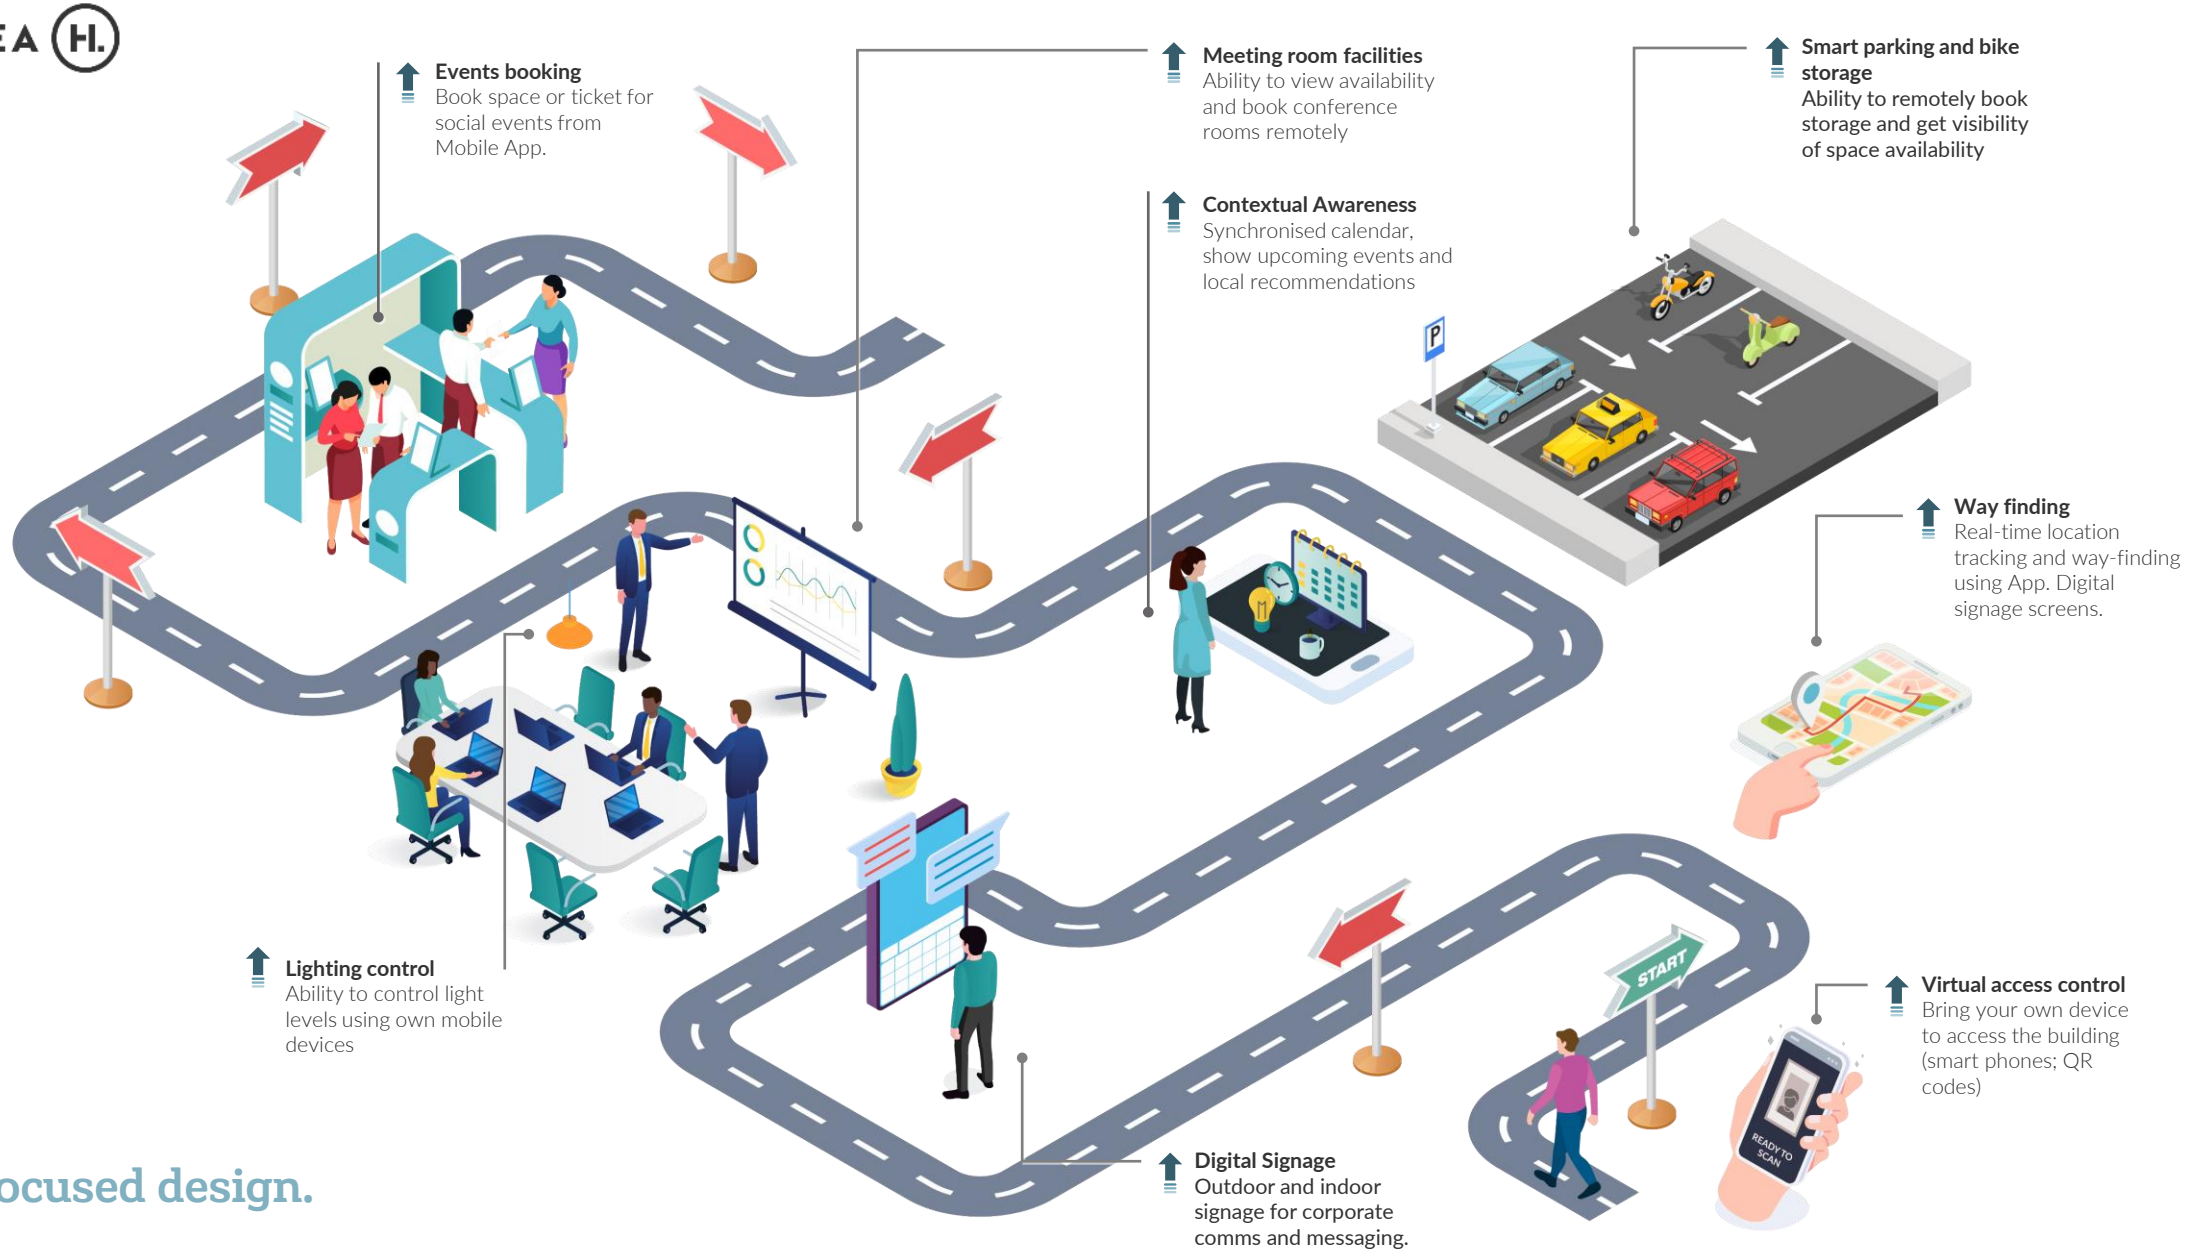 EA H.
Events booking
Book space or ticket for
social events from
Mobile App.
Meeting room facilities
Ability to view availability
and book conference
rooms remotely
Smart parking and bike
storage
Ability to remotely book
storage and get visibility
of space availability
Contextual Awareness
Synchronised calendar,
show upcoming events and
local recommendations
P
Way finding
Real-time location
tracking and way-finding
using App. Digital
signage screens.
Lighting control
Ability to control light
levels using own mobile
devices
START
Virtual access control
Bring your own device
to access the building
(smart phones; QR
codes)
READY TO
SCAN
Digital Signage
Outdoor and indoor
signage for corporate
comms and messaging.
ocused design.